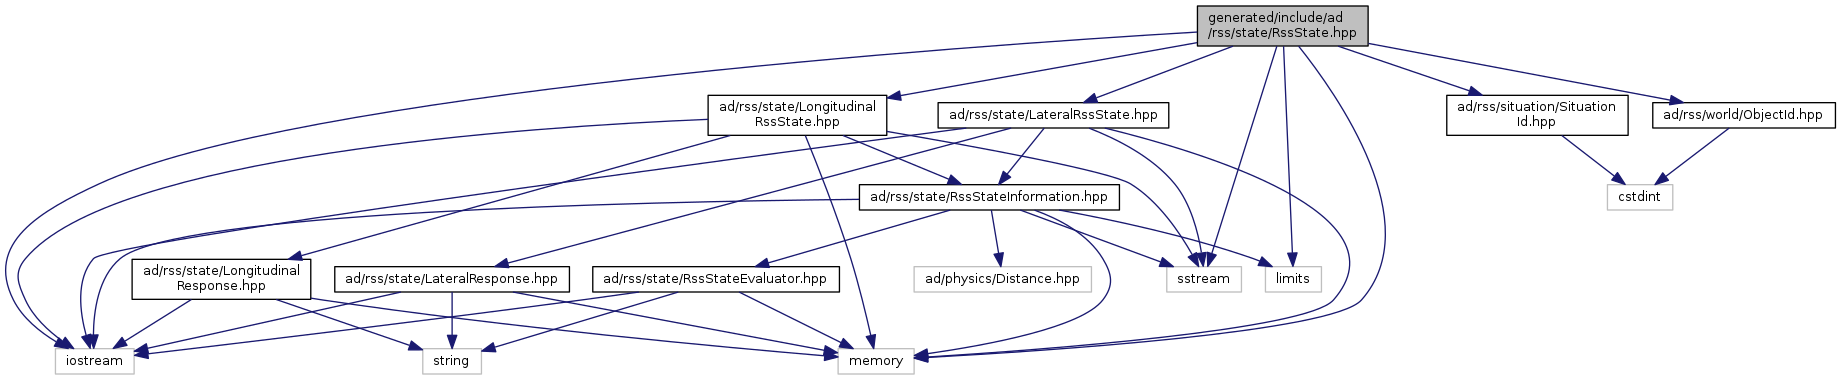 generated/include/ad
/rss/state/RssState.hpp
ad/rss/state/Longitudinal
RssState.hpp
ad/rss/state/LateralRssState.hpp
ad/rss/situation/Situation
Id.hpp
ad/rss/world/ObjectId.hpp
ad/rss/state/RssStateInformation.hpp
cstdint
ad/rss/state/Longitudinal
Response.hpp
ad/rss/state/LateralResponse.hpp
ad/rss/state/RssStateEvaluator.hpp
ad/physics/Distance.hpp
sstream
limits
iostream
string
memory